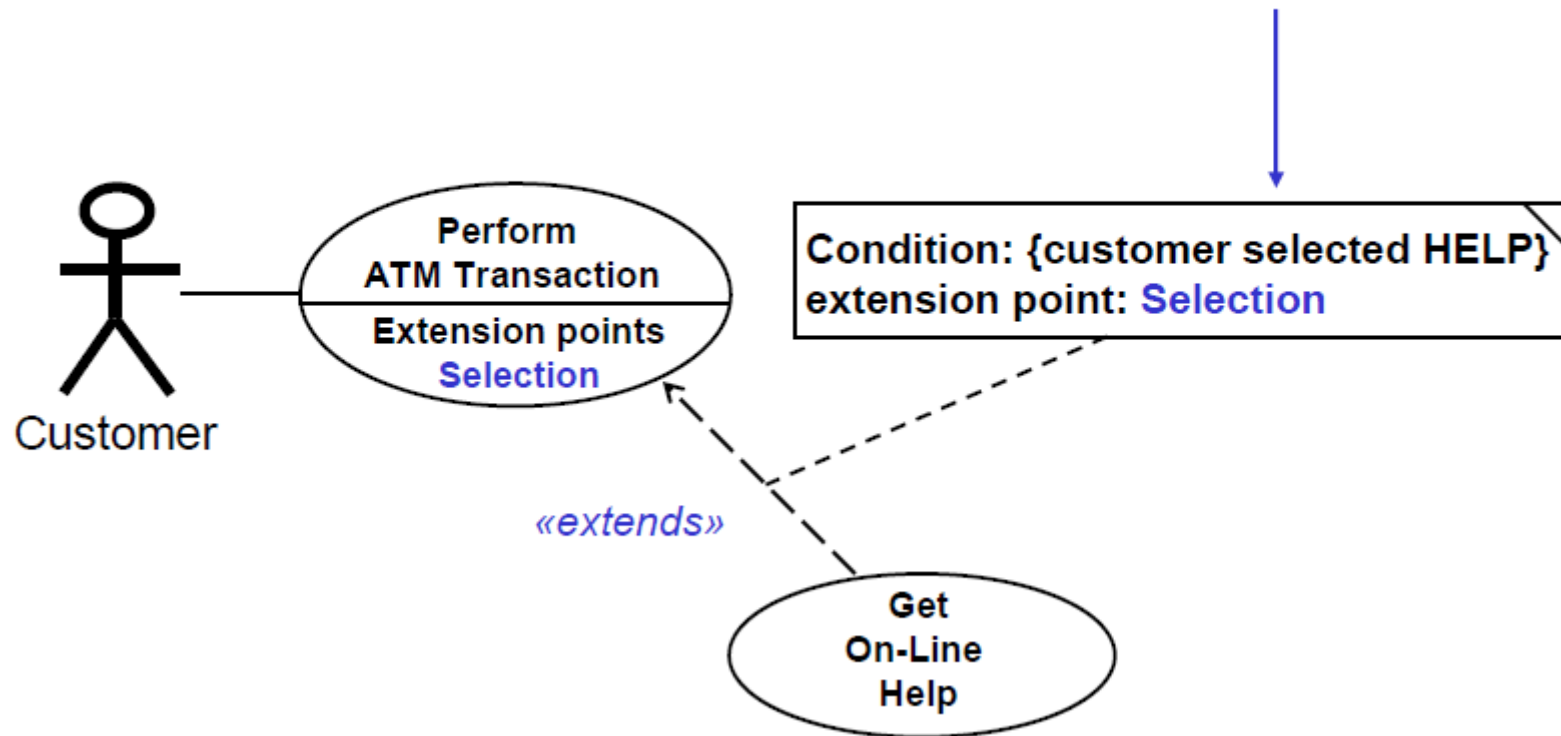 Perform
ATM Transaction
Extension points
Selection
Condition: {customer selected HELP}
extension point: Selection
Customer
«extends»
Get
On-Line
Help